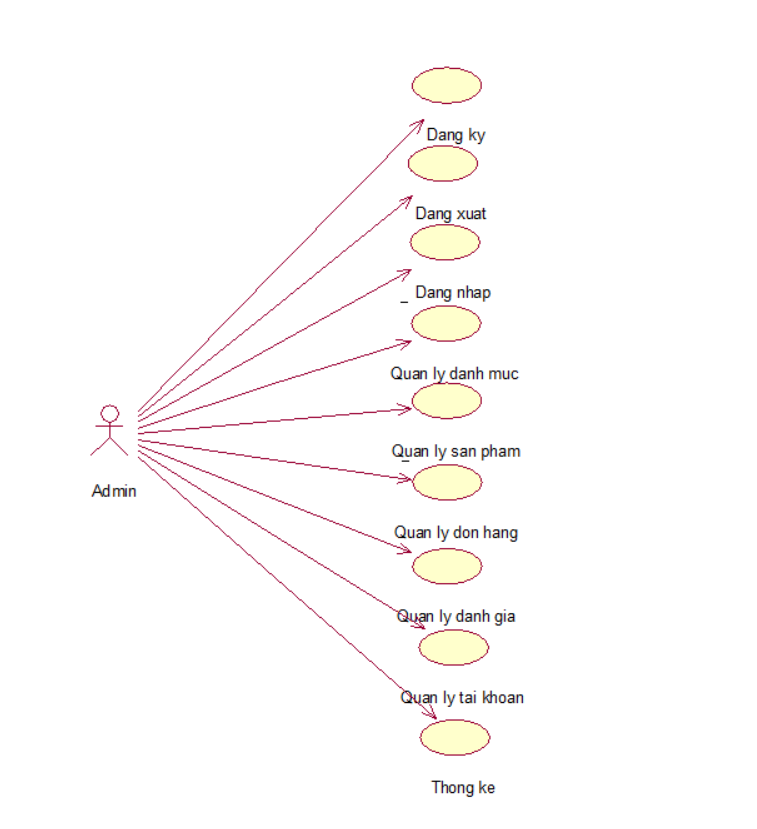 Dang ky
Dang xuat
_ Dang nhap
Quan ly danh muc
Quan ly san pham
Admin
Quan ly don hang
Quan ly danh gia
Quan ly tai khoan
Thong ke